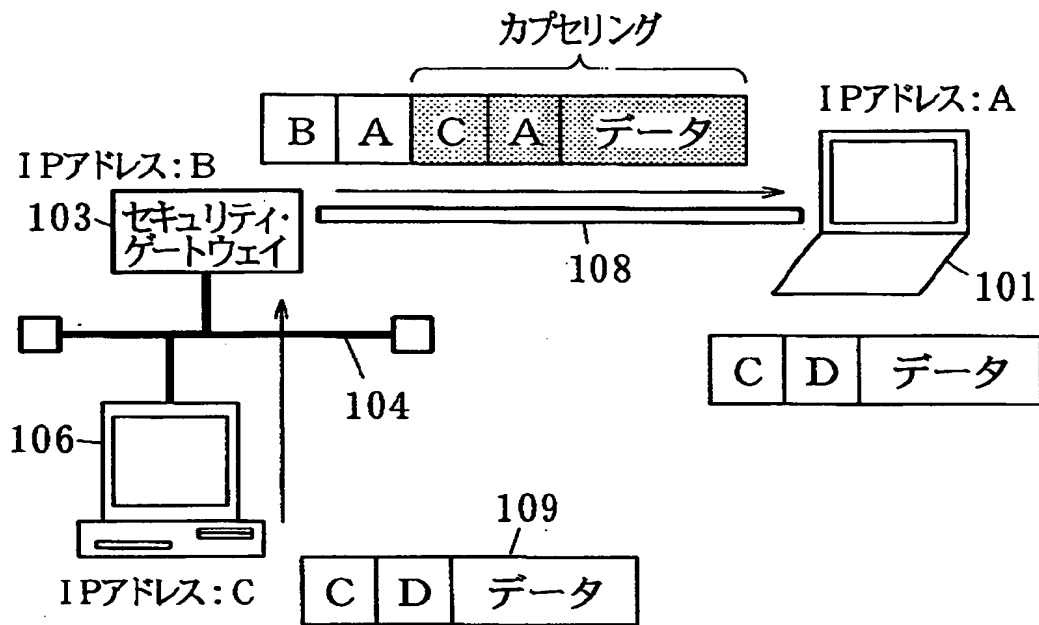 カプセリング
B A C A データ
IPアドレス:A
IPアドレス:B
103
セキュリティ・
ゲートウェイ
108
101
C D データ
104
106
109
IPアドレス:C
C D データ